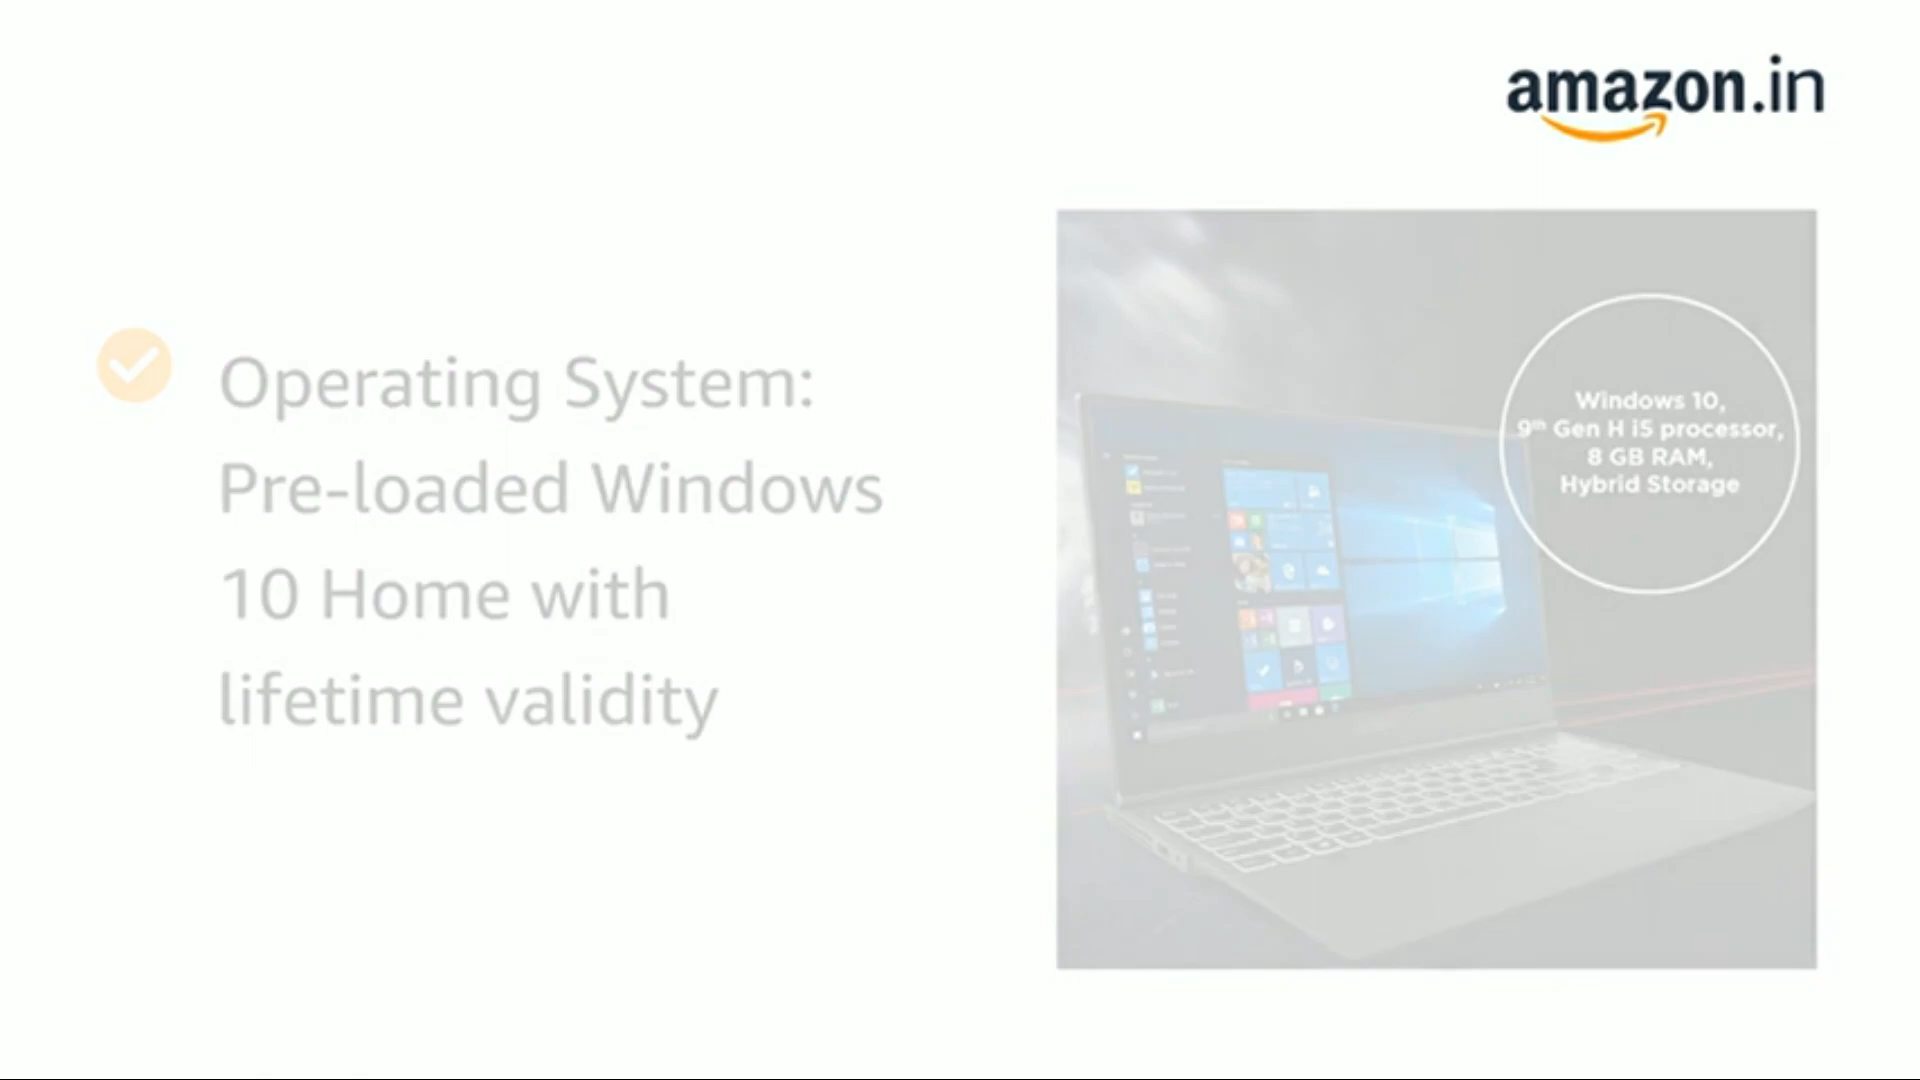 amazon.in
Operating System:
Pre-loaded Windows
10 Home with
lifetime validity
Windows 10,
9th Gen H i5 processor,
8 GB RAM,
Hybrid Storage